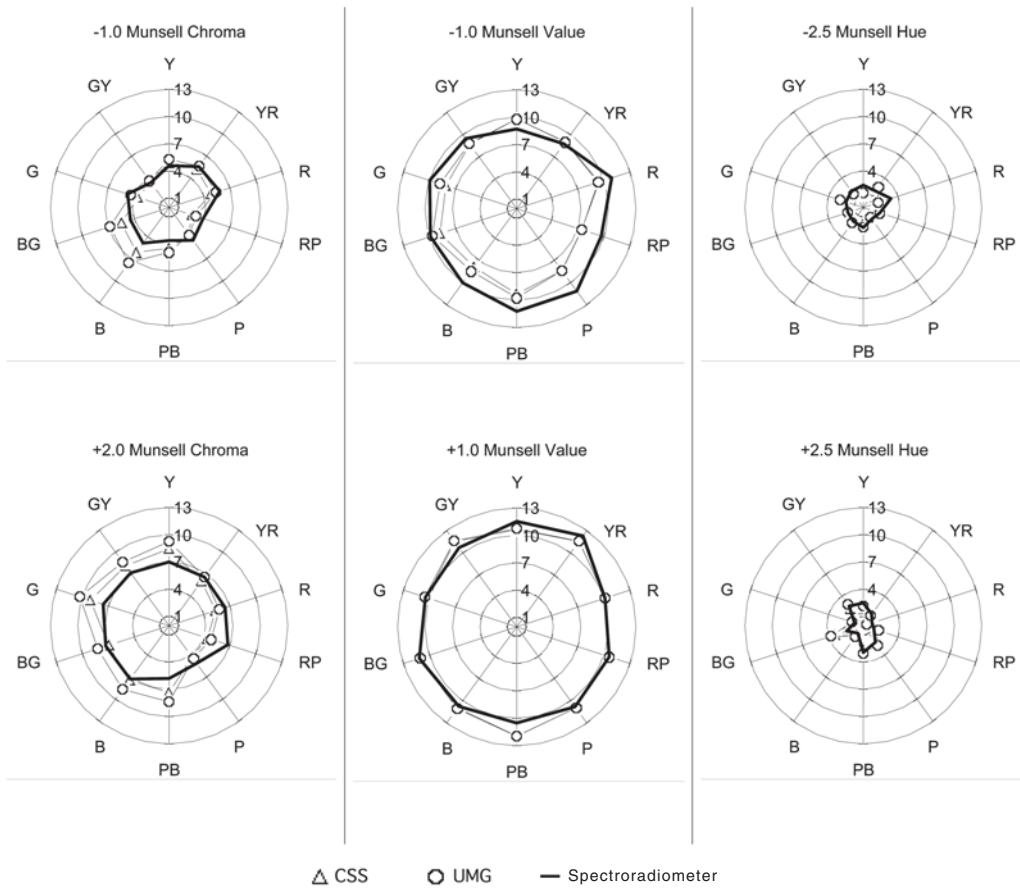 -1.0 Munsell Chroma
Y
GY
YR
13
10
7
4
1
G
R
BG
RP
B
P
PB
-1.0 Munsell Value
Y
GY
YR
13
10
7
4
1
G
R
BG
RP
B
P
PB
-2.5 Munsell Hue
Y
GY
YR
13
10
7
4
1
G
R
BG
RP
B
P
PB
+2.0 Munsell Chroma
Y
GY
YR
13
10
7
4
1
G
R
BG
RP
B
P
PB
+1.0 Munsell Value
Y
GY
YR
13
10
7
4
1
G
R
BG
RP
B
P
PB
+2.5 Munsell Hue
Y
GY
YR
13
10
7
4
G
R
BG
RP
B
P
PB
CSS UMG Spectroradiometer